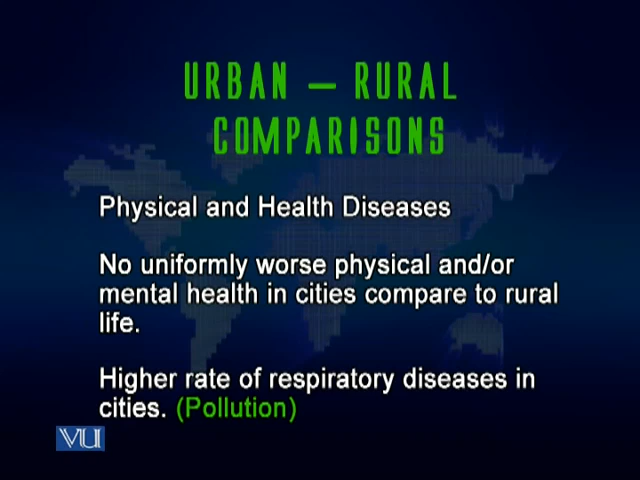 URBAN – RURAL
COMPARISONS
Physical and Health Diseases
No uniformly worse physical and/or
mental health in cities compare to rural
life.
Higher rate of respiratory diseases in
cities. (Pollution)
VU